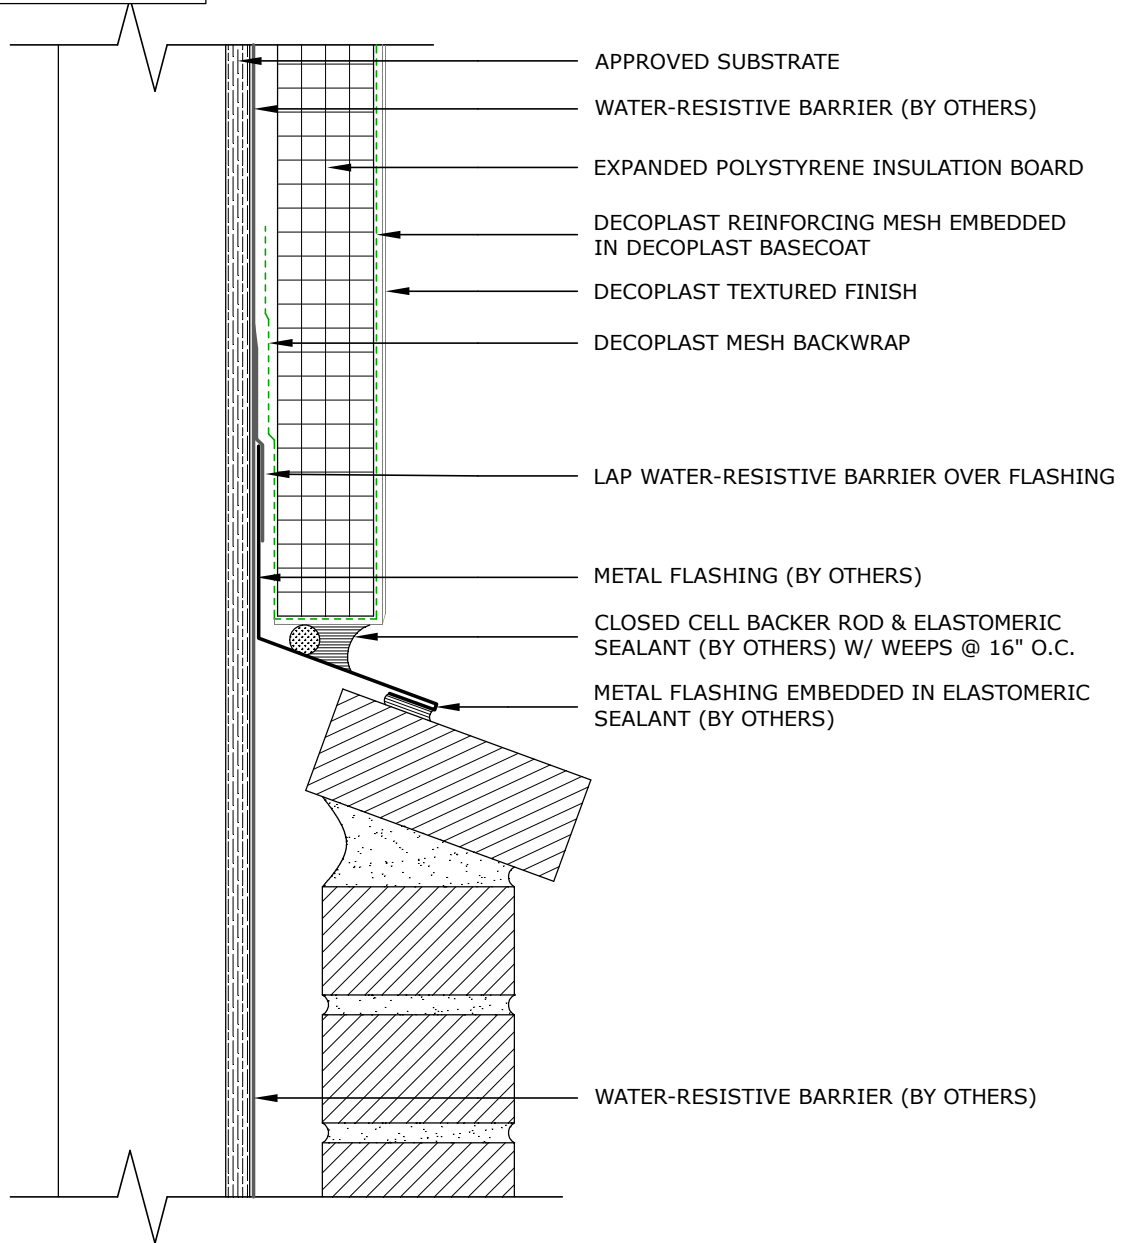 APPROVED SUBSTRATE
WATER-RESISTIVE BARRIER (BY OTHERS)
EXPANDED POLYSTYRENE INSULATION BOARD
DECOPLAST REINFORCING MESH EMBEDDED
IN DECOPLAST BASECOAT
DECOPLAST TEXTURED FINISH
DECOPLAST MESH BACKWRAP
LAP WATER-RESISTIVE BARRIER OVER FLASHING
METAL FLASHING (BY OTHERS)
CLOSED CELL BACKER ROD & ELASTOMERIC
SEALANT (BY OTHERS) W/ WEEPS @ 16" O.C.
METAL FLASHING EMBEDDED IN ELASTOMERIC
SEALANT (BY OTHERS)
WATER-RESISTIVE BARRIER (BY OTHERS)